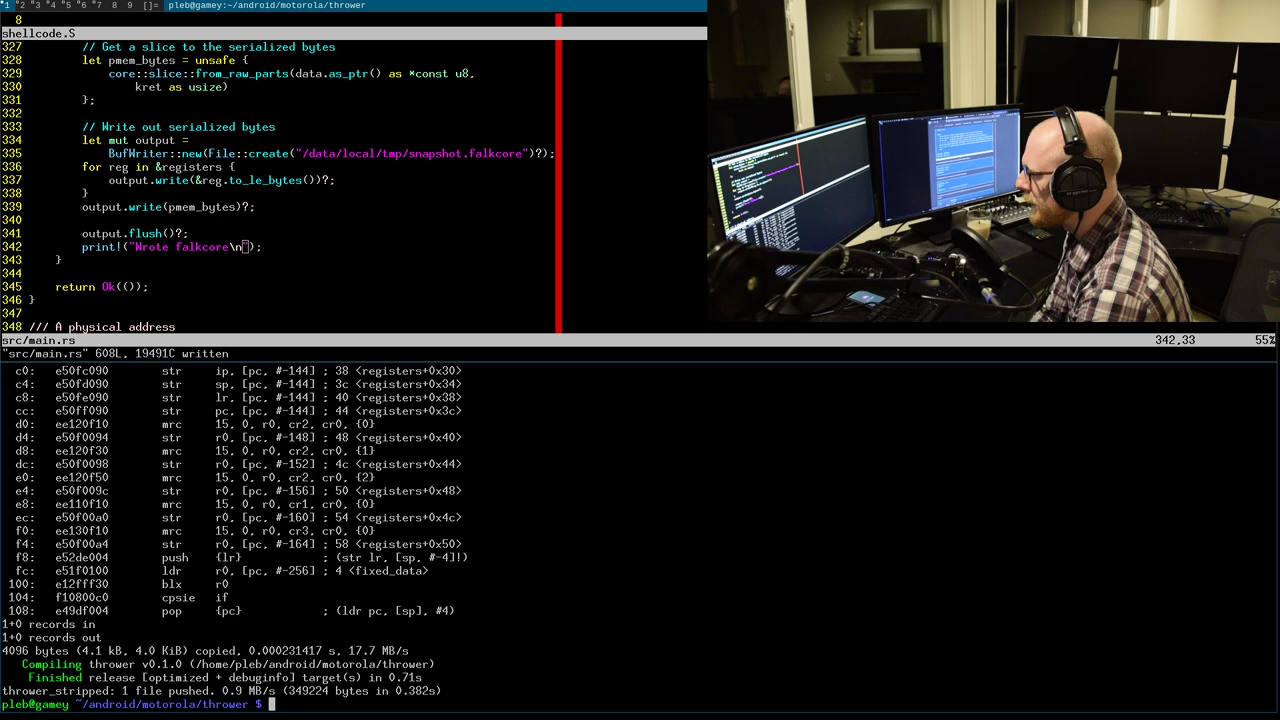 1 2 3 4 5 6 7 8 9 []= pleb@gamey:~/android/motorola/thrower
8
shellcode.S
327 // Get a slice to the serialized bytes
328 let pmem_bytes = unsafe {
329 core::slice::from_raw_parts(data.as_ptr() as *const u8,
330 kret as usize)
331 };
332
333 // Write out serialized bytes
334 let mut output =
335 BufWriter::new(File::create("/data/local/tmp/snapshot.falkcore")?);
336 for reg in &registers {
337 output.write(&reg.to_le_bytes())?;
338 }
339 output.write(pmem_bytes)?;
340
341 output.flush()?;
342 print!("Wrote falkcore\n");
343 }
344
345 return Ok(());
346 }
347
348 /// A physical address
src/main.rs 342,33 55%
"src/main.rs" 608L, 19491C written
c0: e50fc090 str ip, [pc, #-144] ; 38 <registers+0x30>
c4: e50fd090 str sp, [pc, #-144] ; 3c <registers+0x34>
c8: e50fe090 str lr, [pc, #-144] ; 40 <registers+0x38>
cc: e50ff090 str pc, [pc, #-144] ; 44 <registers+0x3c>
d0: ee120f10 mrc 15, 0, r0, cr2, cr0, {0}
d4: e50f0094 str r0, [pc, #-148] ; 48 <registers+0x40>
d8: ee120f30 mrc 15, 0, r0, cr2, cr0, {1}
dc: e50f0098 str r0, [pc, #-152] ; 4c <registers+0x44>
e0: ee120f50 mrc 15, 0, r0, cr2, cr0, {2}
e4: e50f009c str r0, [pc, #-156] ; 50 <registers+0x48>
e8: ee110f10 mrc 15, 0, r0, cr1, cr0, {0}
ec: e50f00a0 str r0, [pc, #-160] ; 54 <registers+0x4c>
f0: ee130f10 mrc 15, 0, r0, cr3, cr0, {0}
f4: e50f00a4 str r0, [pc, #-164] ; 58 <registers+0x50>
f8: e52de004 push {lr} ; (str lr, [sp, #-4]!)
fc: e51f0100 ldr r0, [pc, #-256] ; 4 <fixed_data>
100: e12fff30 blx r0
104: f10800c0 cpsie if
108: e49df004 pop {pc} ; (ldr pc, [sp], #4)
1+0 records in
1+0 records out
4096 bytes (4.1 kB, 4.0 KiB) copied, 0.000231417 s, 17.7 MB/s
Compiling thrower v0.1.0 (/home/pleb/android/motorola/thrower)
Finished release [optimized + debuginfo] target(s) in 0.71s
thrower_stripped: 1 file pushed. 0.9 MB/s (349224 bytes in 0.382s)
pleb@gamey ~/android/motorola/thrower $